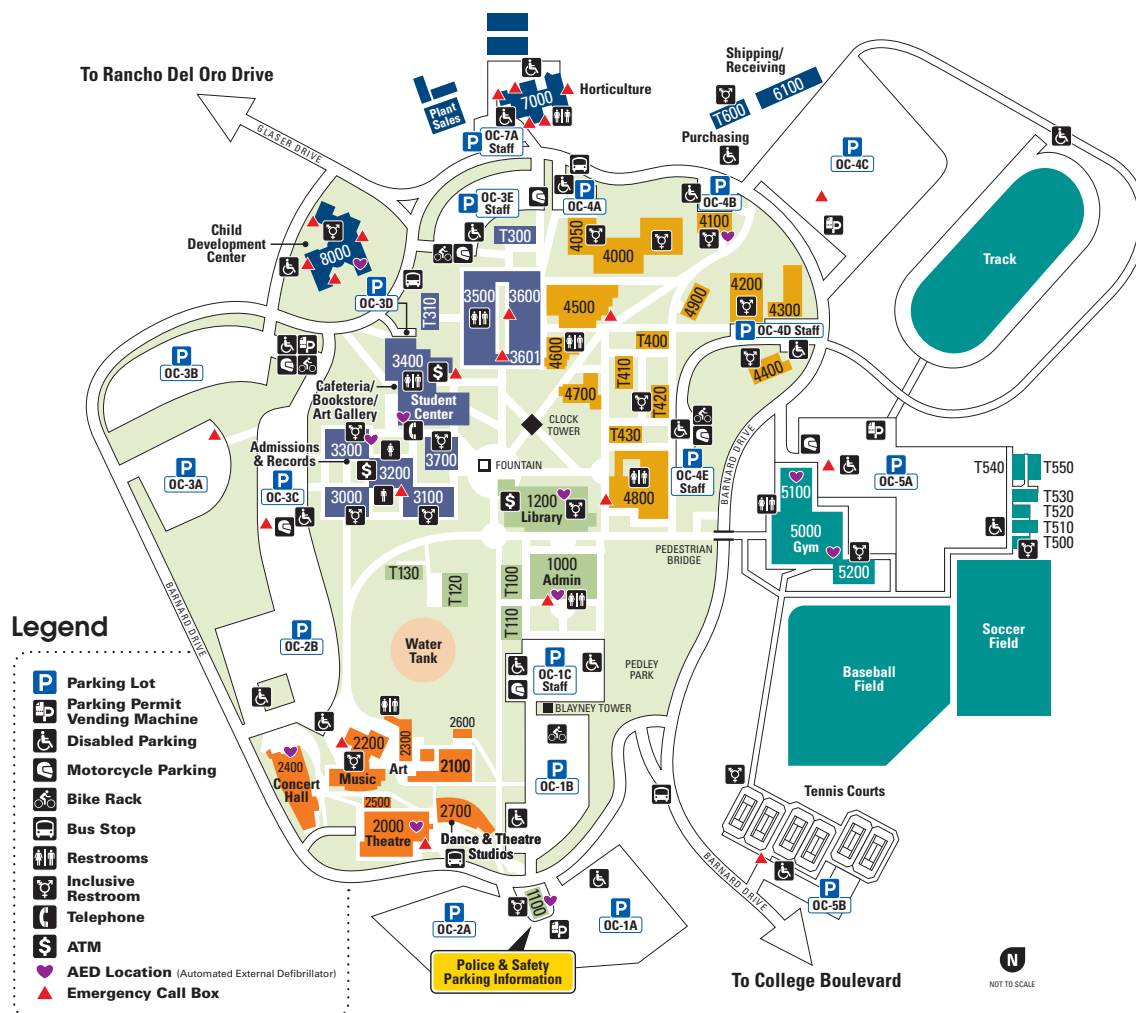 To Rancho Del Oro Drive
GLASER DRIVE
Plant
Sales
7000
Horticulture
P
OC-7A
Staff
Shipping/
Receiving
6100
T600
Purchasing
P
OC-4C
P
OC-3E
Staff
P
OC-4A
P
OC-4B
4100
Child
Development
Center
8000
T300
4050
4000
Track
P
OC-3D
T310
3500
3600
3601
4500
4900
4200
4300
P
OC-4D Staff
4400
P
OC-3B
3400
Cafeteria/
Bookstore/
Art Gallery
$
Student
Center
4600
4700
T400
T410
T420
T430
CLOCK
TOWER
Admissions
& Records
3300
3200
3700
$
3000
3100
FOUNTAIN
P
OC-3A
P
OC-3C
$
1200
Library
4800
P
OC-4E
Staff
BARNARD DRIVE
P
P
OC-5A
5100
5000
Gym
5200
T540
T550
T530
T520
T510
T500
PEDESTRIAN
BRIDGE
T130
T120
T100
T110
1000
Admin
BARNARD DRIVE
P
OC-2B
Water
Tank
P
OC-1C
Staff
PEDLEY
PARK
BLAYNEY TOWER
Soccer
Field
Baseball
Field
2400
Concert
Hall
2200
Music
2300
Art
2600
2100
2500
2000
Theatre
2700
Dance & Theatre
Studios
P
OC-1B
Tennis Courts
P
OC-5B
BARNARD DRIVE
To College Boulevard
P
OC-2A
1100
P
P
OC-1A
Police & Safety
Parking Information
N
NOT TO SCALE
Legend
P Parking Lot
P Parking Permit
Vending Machine
Disabled Parking
Motorcycle Parking
Bike Rack
Bus Stop
Restrooms
Inclusive
Restroom
Telephone
$ ATM
AED Location (Automated External Defibrillator)
Emergency Call Box